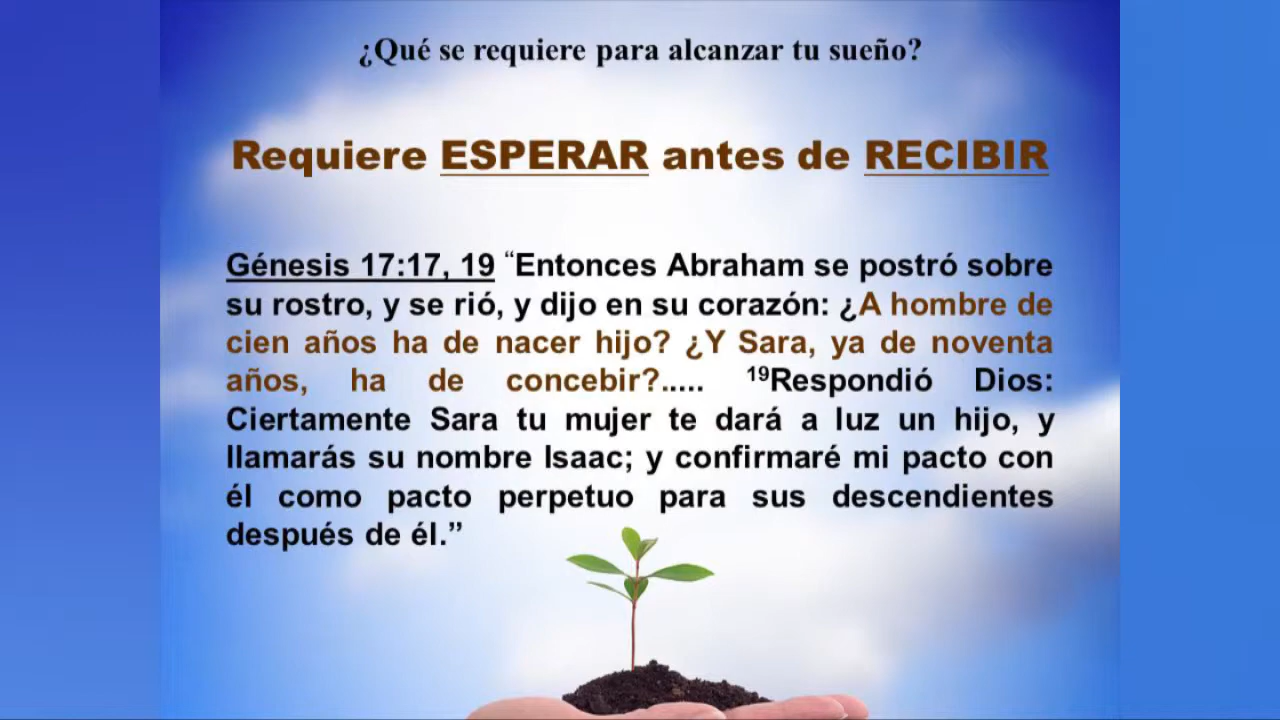 ¿Qué se requiere para alcanzar tu sueño?
Requiere ESPERAR antes de RECIBIR
Génesis 17:17, 19 “Entonces Abraham se postró sobre
su rostro, y se rió, y dijo en su corazón: ¿A hombre de
cien años ha de nacer hijo? ¿Y Sara, ya de noventa
años, ha de concebir?..... 19Respondió Dios:
Ciertamente Sara tu mujer te dará a luz un hijo, y
llamarás su nombre Isaac; y confirmaré mi pacto con
él como pacto perpetuo para sus descendientes
después de él.”